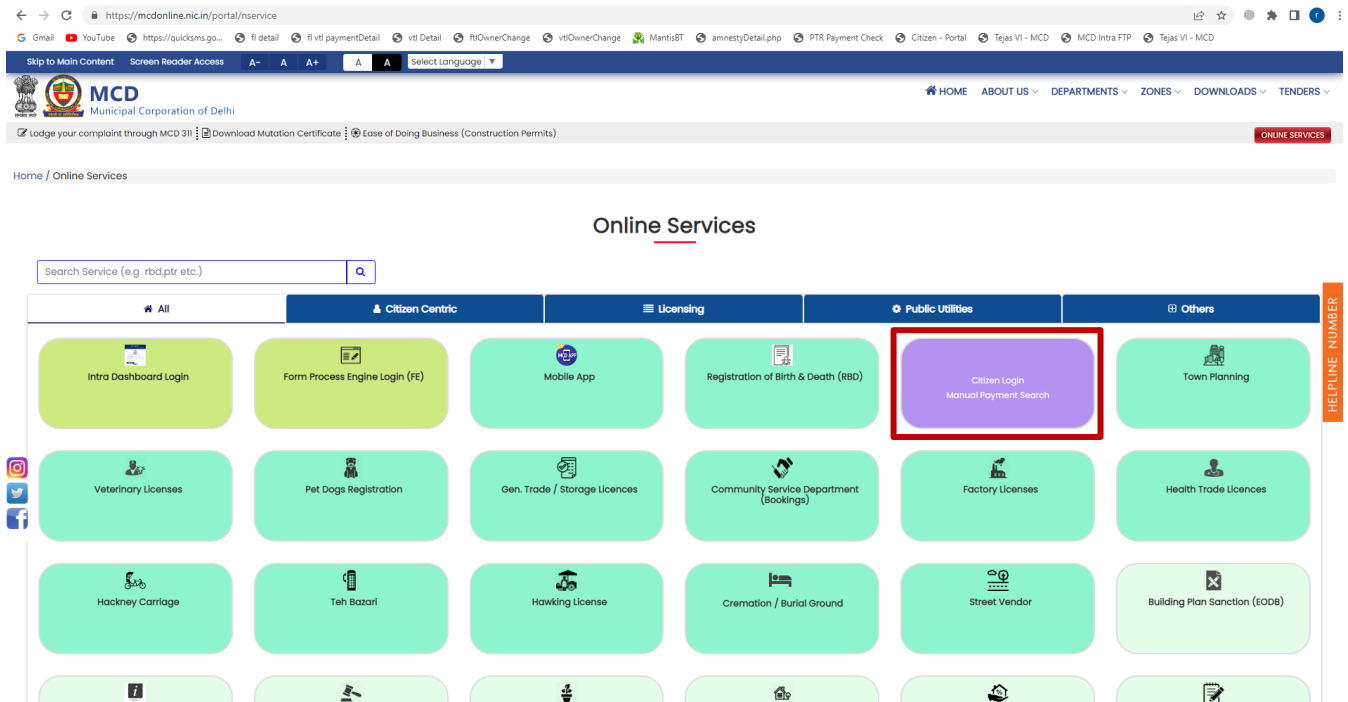 https://mcdonline.nic.in/portal/nservice
Gmail YouTube https://quicksms.go... fl detail fl vtl paymentDetail vtl Detail ftlOwnerChange vtlOwnerChange MantisBT amnestyDetail.php PTR Payment Check Citizen - Portal Tejas VI - MCD MCD Intra FTP Tejas VI - MCD
Skip to Main Content Screen Reader Access A- A A+ A A Select Language ▼
MCD
Municipal Corporation of Delhi
HOME ABOUT US DEPARTMENTS ZONES DOWNLOADS TENDERS
Lodge your complaint through MCD 311 Download Mutation Certificate Ease of Doing Business (Construction Permits) ONLINE SERVICES
Home / Online Services
Online Services
Search Service (e.g rbd,ptr etc.)
All Citizen Centric Licensing Public Utilities Others
HELPLINE NUMBER
Intra Dashboard Login Form Process Engine Login (FE) Mobile App Registration of Birth & Death (RBD)
Citizen Login
Manual Payment Search
Town Planning
Veterinary Licenses Pet Dogs Registration Gen. Trade / Storage Licences Community Service Department
(Bookings)
Factory Licenses Health Trade Licences
Hackney Carriage Teh Bazari Hawking License Cremation / Burial Ground Street Vendor Building Plan Sanction (EODB)